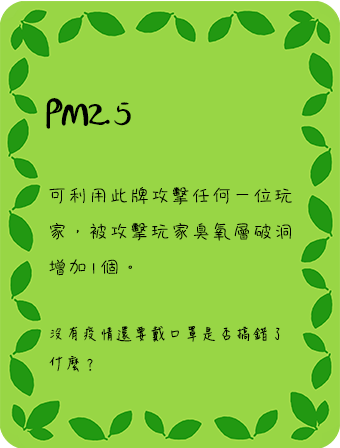 PM2.5
可利用此牌攻擊任何一位玩
家，被攻擊玩家臭氧層破洞
增加1個。
沒有疫情還要戴口罩是否搞錯了
什麼？